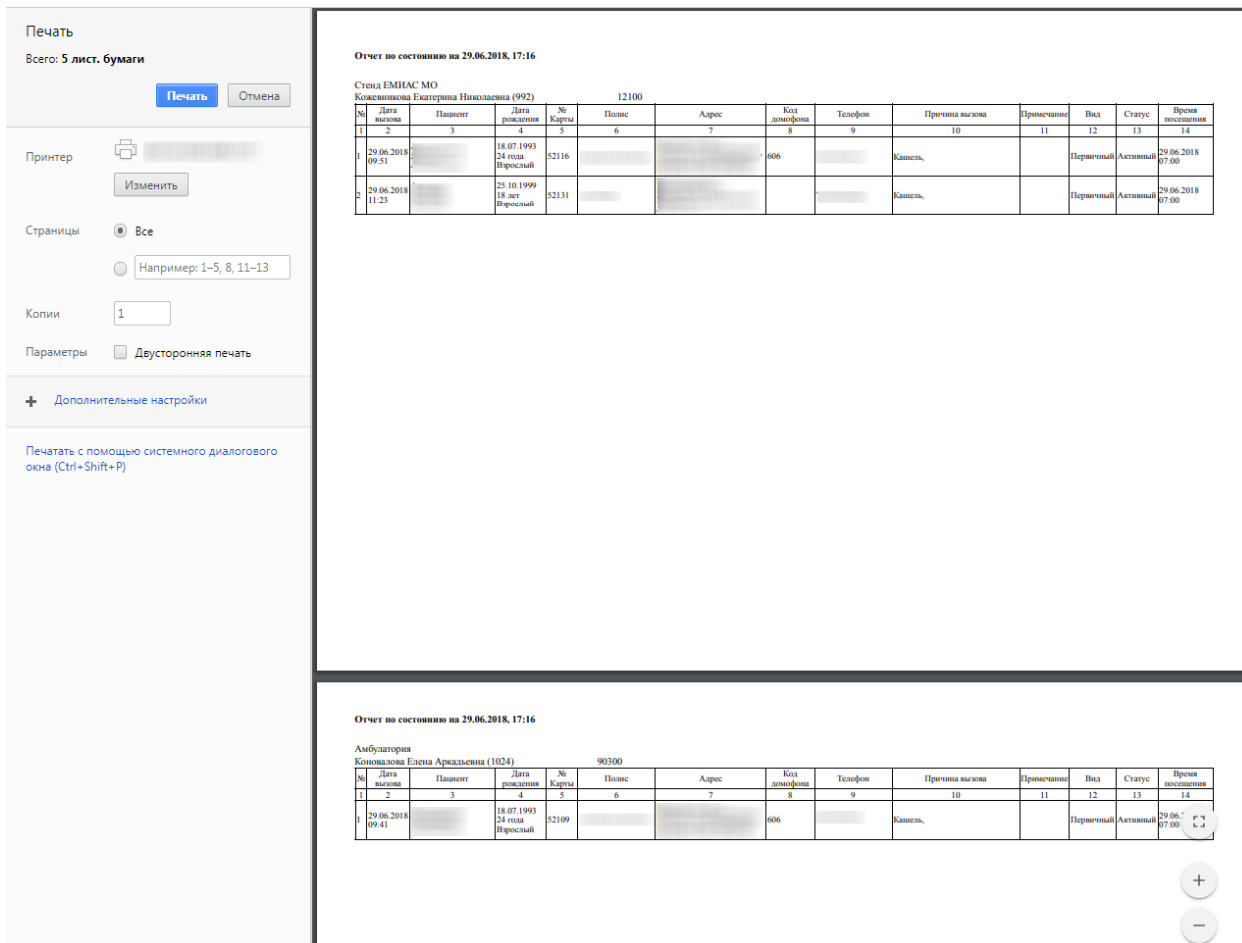 Печать
Всего: 5 лист. бумаги
Печать Отмена
Принтер
Изменить
Страницы Все
Например: 1–5, 8, 11–13
Копии 1
Параметры Двусторонняя печать
Дополнительные настройки
Печатать с помощью системного диалогового
окна (Ctrl+Shift+P)
Отчет по состоянию на 29.06.2018, 17:16
Стенд ЕМИАС МО
Кожевникова Екатерина Николаевна (992) 12100
№ Дата вызова Пациент Дата рождения № Карты Полис Адрес Код домофона Телефон Причина вызова Примечание Вид Статус Время посещения
1 2 3 4 5 6 7 8 9 10 11 12 13 14
1 29.06.2018 09:51 18.07.1993 24 года Взрослый 52116 606 Кашель, Первичный Активный 29.06.2018 07:00
2 29.06.2018 11:23 25.10.1999 18 лет Взрослый 52131 Кашель, Первичный Активный 29.06.2018 07:00
Отчет по состоянию на 29.06.2018, 17:16
Амбулатория
Коновалова Елена Аркадьевна (1024) 90300
№ Дата вызова Пациент Дата рождения № Карты Полис Адрес Код домофона Телефон Причина вызова Примечание Вид Статус Время посещения
1 2 3 4 5 6 7 8 9 10 11 12 13 14
1 29.06.2018 09:41 18.07.1993 24 года Взрослый 52109 606 Кашель, Первичный Активный 29.06. 07:00